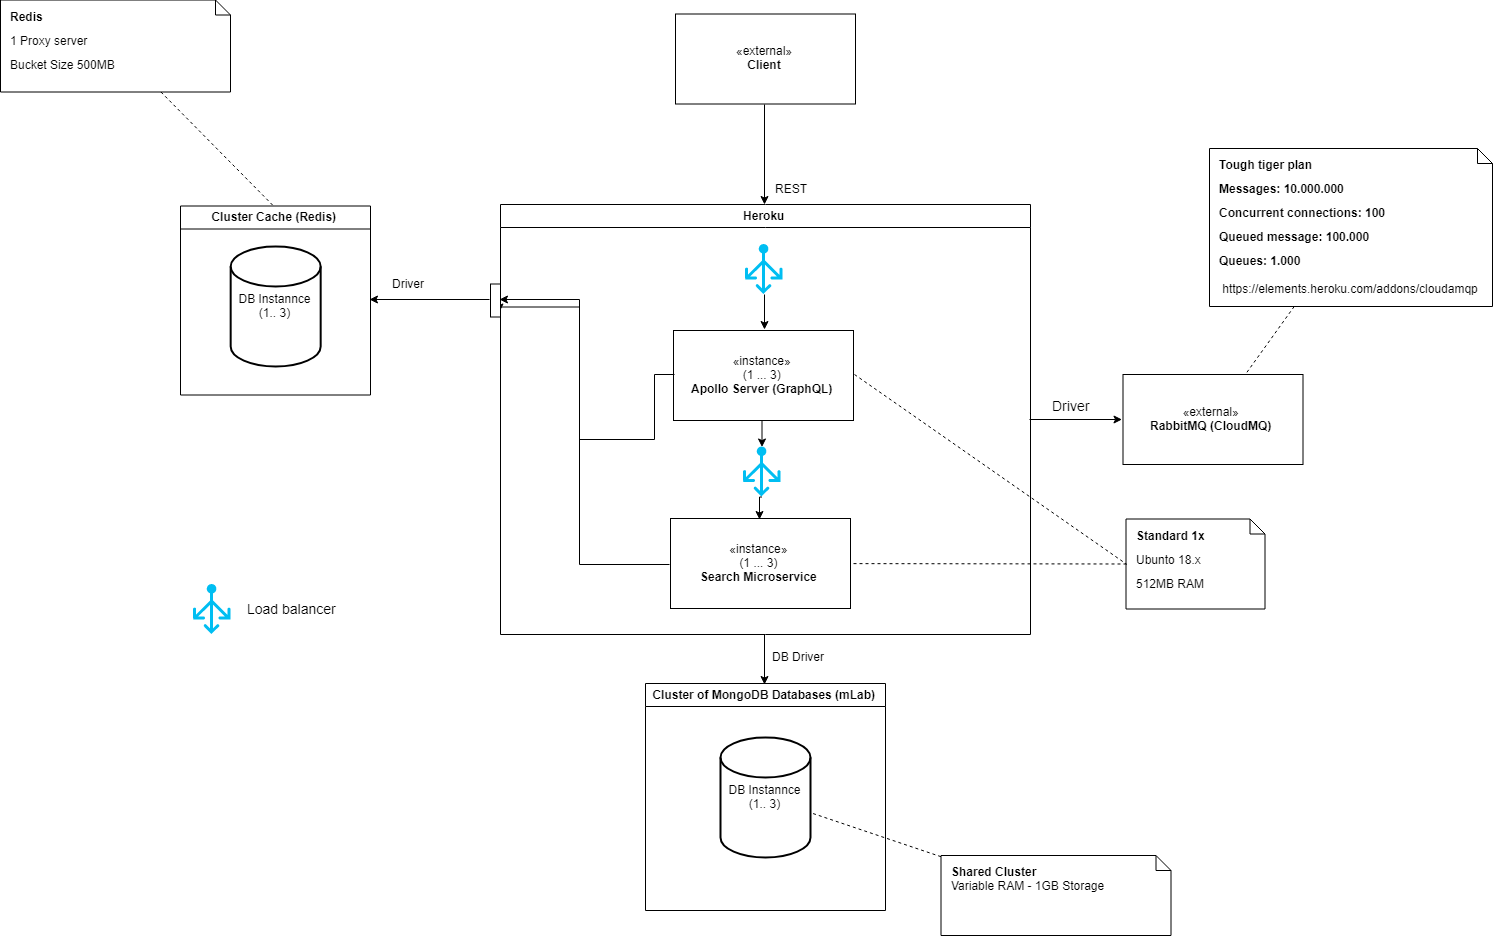 Redis
1 Proxy server
Bucket Size 500MB
«external»
Client
REST
Tough tiger plan
Messages: 10.000.000
Concurrent connections: 100
Queued message: 100.000
Queues: 1.000
https://elements.heroku.com/addons/cloudamqp
Cluster Cache (Redis)
DB Instannce
(1.. 3)
Driver
Heroku
«instance»
(1 ... 3)
Apollo Server (GraphQL)
Driver
«external»
RabbitMQ (CloudMQ)
«instance»
(1 ... 3)
Search Microservice
Standard 1x
Ubunto 18.x
512MB RAM
Load balancer
DB Driver
Cluster of MongoDB Databases (mLab)
DB Instannce
(1.. 3)
Shared Cluster
Variable RAM - 1GB Storage